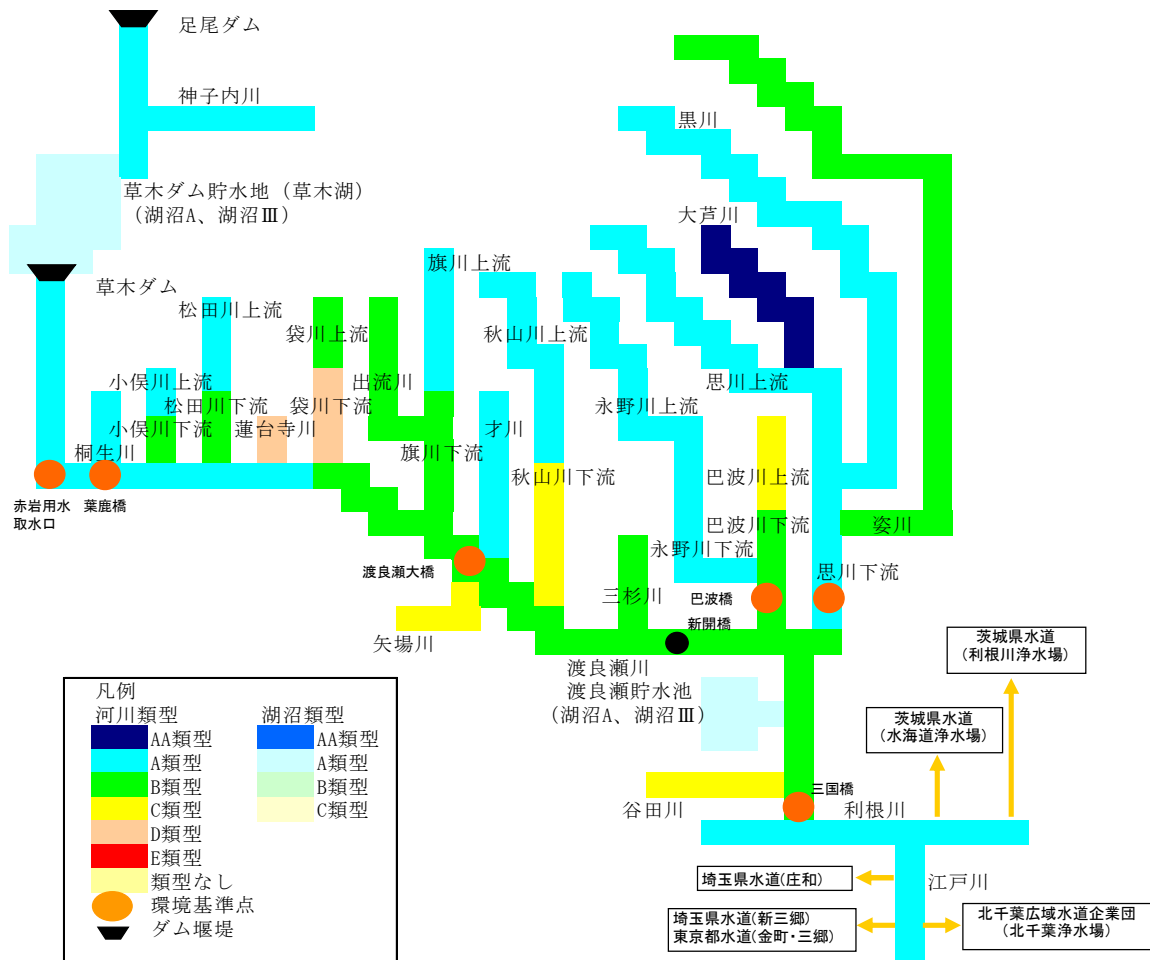 足尾ダム
神子内川
黒川
草木ダム貯水地（草木湖）
（湖沼A、湖沼Ⅲ）
大芦川
旗川上流
草木ダム
松田川上流
袋川上流
秋山川上流
小俣川上流
出流川
思川上流
松田川下流
袋川下流
永野川上流
小俣川下流
蓮台寺川
才川
桐生川
旗川下流
秋山川下流
巴波川上流
赤岩用水
取水口
葉鹿橋
巴波川下流
姿川
永野川下流
渡良瀬大橋
思川下流
三杉川
巴波橋
新開橋
矢場川
茨城県水道
(利根川浄水場)
渡良瀬川
渡良瀬貯水池
（湖沼A、湖沼Ⅲ）
茨城県水道
(水海道浄水場)
三国橋
谷田川
利根川
埼玉県水道(庄和)
江戸川
埼玉県水道(新三郷)
東京都水道(金町・三郷)
北千葉広域水道企業団
(北千葉浄水場)
凡例
河川類型
湖沼類型
AA類型
AA類型
A類型
A類型
B類型
B類型
C類型
C類型
D類型
E類型
類型なし
環境基準点
ダム堰堤